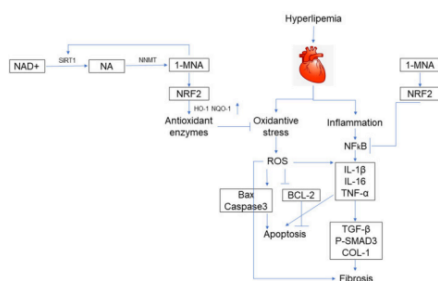 Hyperlipemia
NAD+
SIRT1
NA
NNMT
1-MNA
1-MNA
NRF2
NRF2
HO-1 NQO-1
Antioxidant
enzymes
Oxidantive
stress
Inflammation
NFkB
ROS
IL-1β
IL-16
TNF-α
Bax
Caspase3
BCL-2
Apoptosis
TGF-β
P-SMAD3
COL-1
Fibrosis